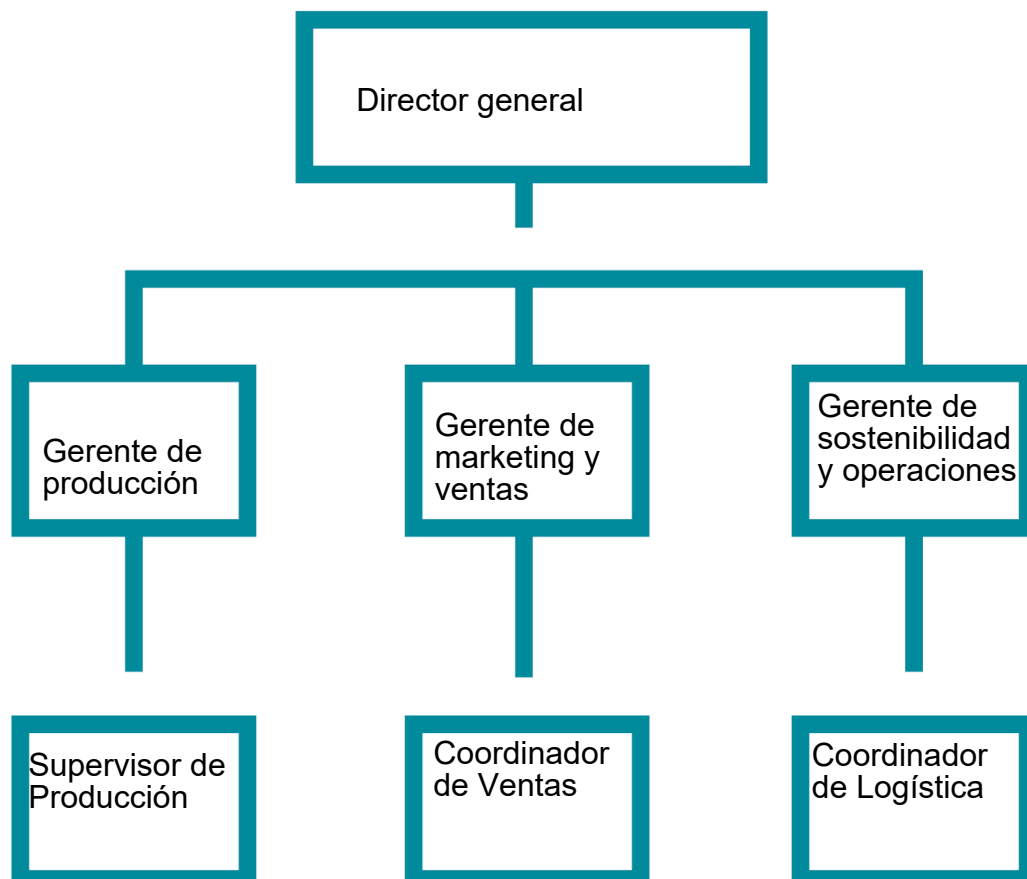 Director general
Gerente de
producción
Gerente de
marketing y
ventas
Gerente de
sostenibilidad
y operaciones
Supervisor de
Producción
Coordinador
de Ventas
Coordinador
de Logística